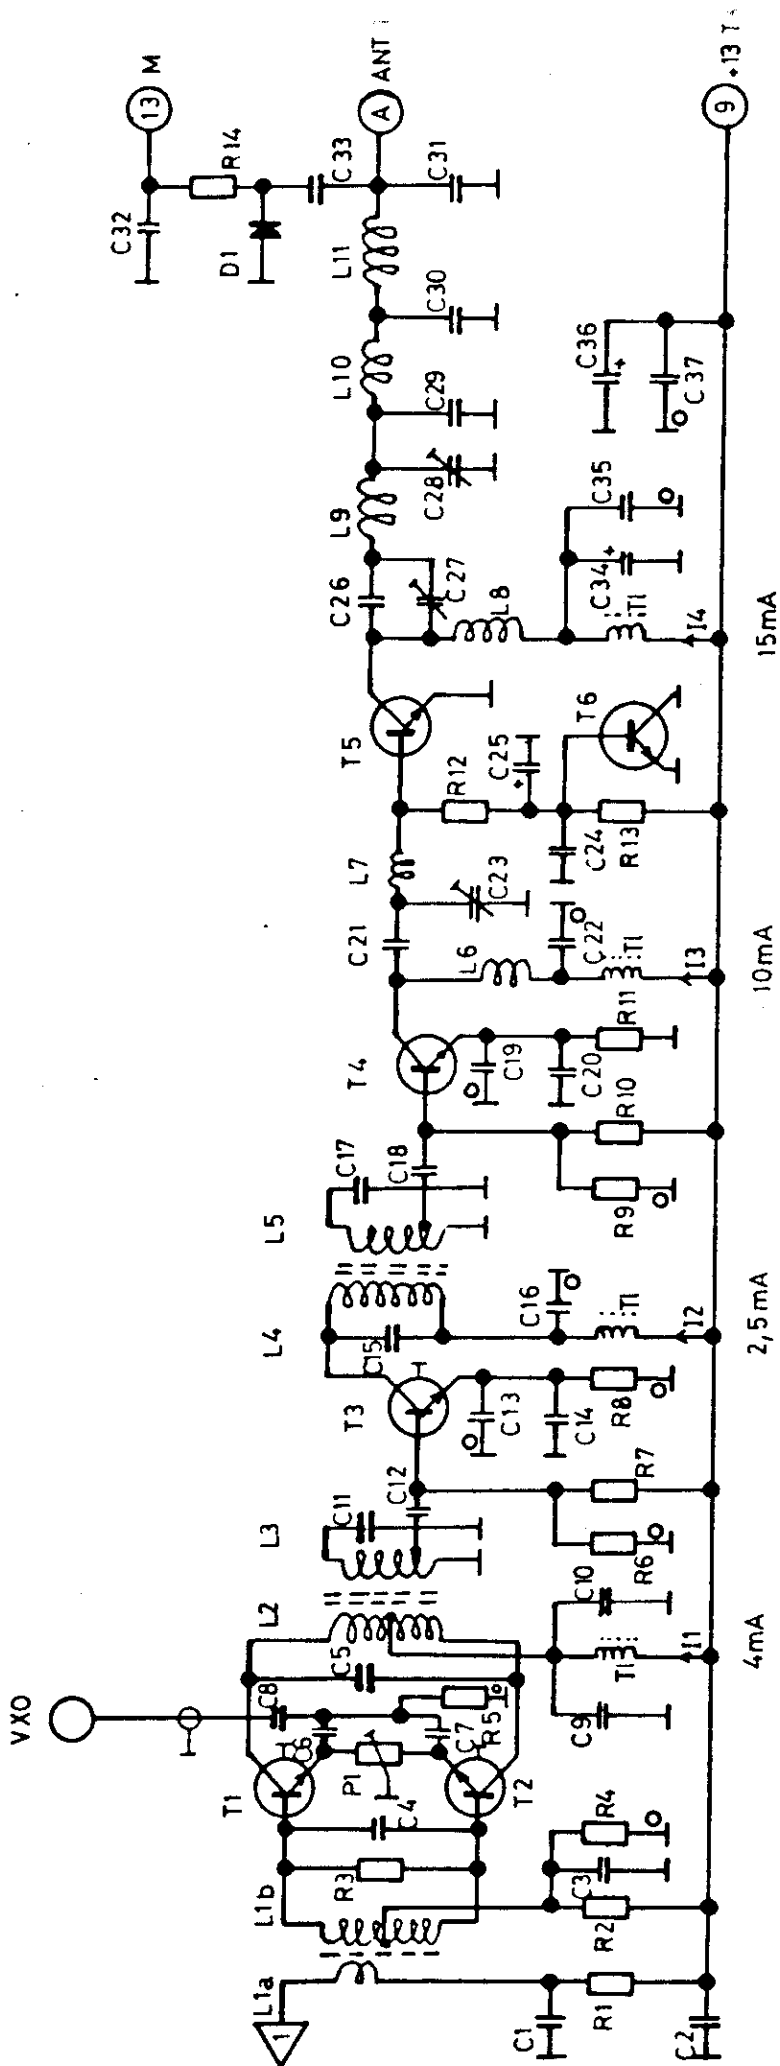 VXO
L1a
1
C1
R1
C2
L1b
R3
R2
C3
R4
T1
C4
P1
T2
C6
C7
R5
C8
C5
L2
C9
T1
I1
4mA
C10
L3
C11
C12
R6
R7
T3
C13
C14
R8
L4
C15
C16
T1
I2
2,5mA
L5
C17
C18
R9
R10
T4
C19
C20
R11
C21
L6
C22
T1
I3
10mA
L7
C23
C24
R12
C25
R13
T5
T6
C26
C27
L8
C34
T1
I4
15mA
L9
C28
C35
L10
C29
C30
C36
C37
L11
C31
C33
D1
R14
C32
13 M
A ANT
9 +13 T